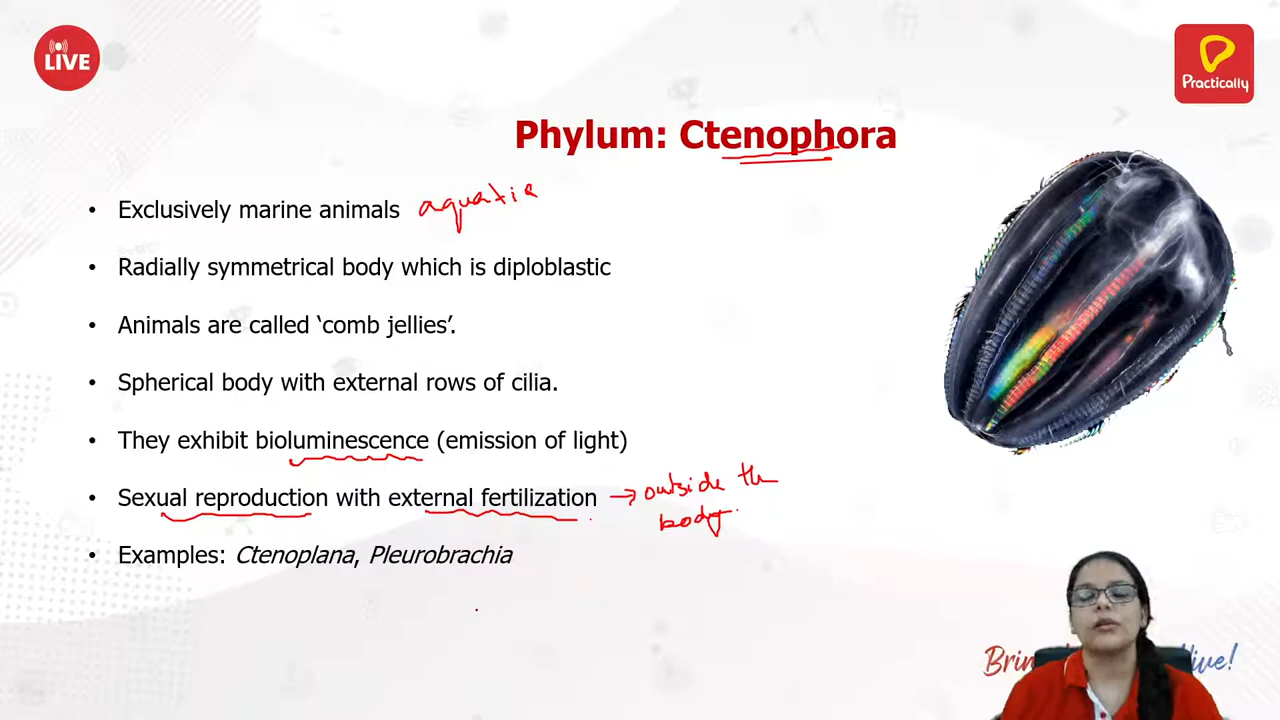 LIVE
Practically
Phylum: Ctenophora
• Exclusively marine animals aquatic
• Radially symmetrical body which is diploblastic
• Animals are called ‘comb jellies’.
• Spherical body with external rows of cilia.
• They exhibit bioluminescence (emission of light)
• Sexual reproduction with external fertilization → outside the
body.
• Examples: Ctenoplana, Pleurobrachia